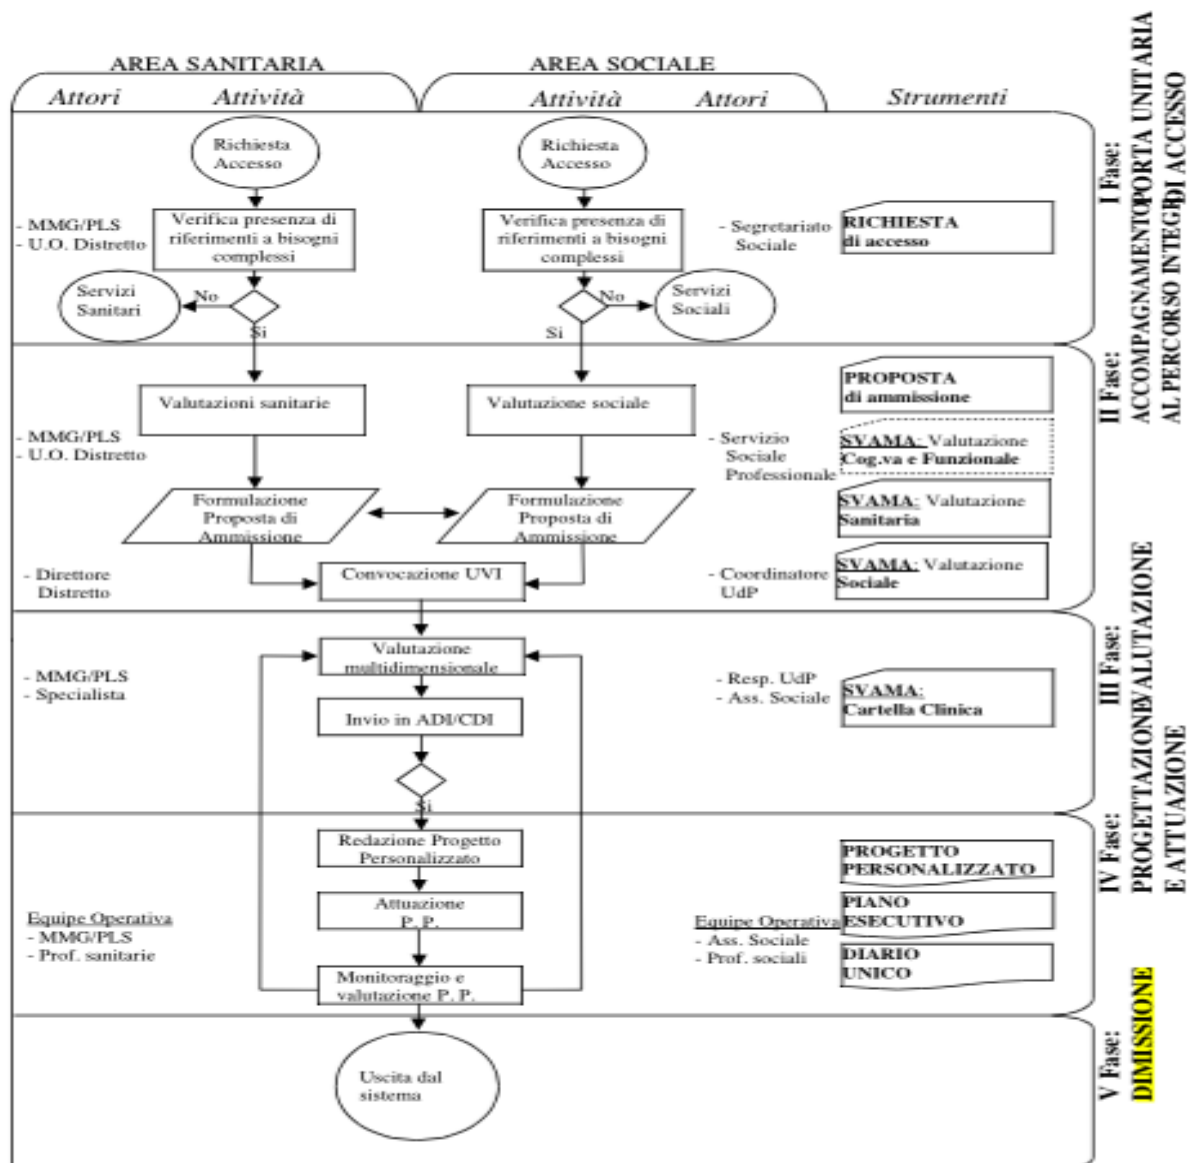 AREA SANITARIA
AREA SOCIALE
Attori
Attività
Attività
Attori
Strumenti
Richiesta
Accesso
Richiesta
Accesso
- MMG/PLS
- U.O. Distretto
Verifica presenza di
riferimenti a bisogni
complessi
Verifica presenza di
riferimenti a bisogni
complessi
- Segretariato
Sociale
RICHIESTA
di accesso
Servizi
Sanitari
No
Si
No
Servizi
Sociali
Si
I Fase:
PORTA UNITARIA
DI ACCESSO
Valutazioni sanitarie
Valutazione sociale
PROPOSTA
di ammissione
- MMG/PLS
- U.O. Distretto
- Servizio
Sociale
Professionale
SVAMA: Valutazione
Cog.va e Funzionale
Formulazione
Proposta di
Ammissione
Formulazione
Proposta di
Ammissione
SVAMA: Valutazione
Sanitaria
- Direttore
Distretto
Convocazione UVI
- Coordinatore
UdP
SVAMA: Valutazione
Sociale
II Fase:
ACCOMPAGNAMENTO
AL PERCORSO INTEGR
Valutazione
multidimensionale
- MMG/PLS
- Specialista
- Resp. UdP
- Ass. Sociale
SVAMA:
Cartella Clinica
Invio in ADI/CDI
Si
III Fase:
VALUTAZIONE
Redazione Progetto
Personalizzato
PROGETTO
PERSONALIZZATO
Attuazione
P. P.
PIANO
ESECUTIVO
Equipe Operativa
- MMG/PLS
- Prof. sanitarie
Equipe Operativa
- Ass. Sociale
- Prof. sociali
DIARIO
UNICO
Monitoraggio e
valutazione P. P.
IV Fase:
PROGETTAZIONE
E ATTUAZIONE
Uscita dal
sistema
V Fase:
DIMISSIONE